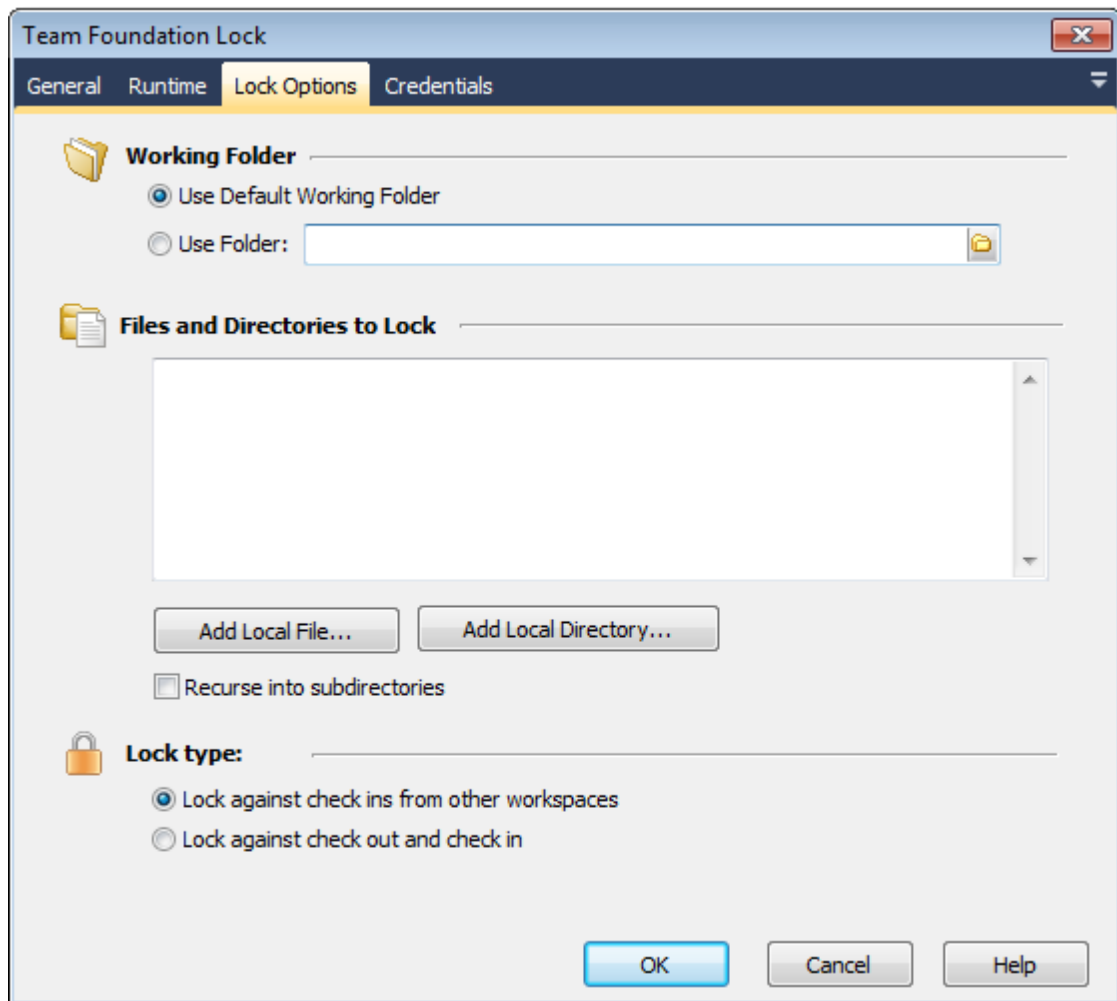 Team Foundation Lock
General Runtime Lock Options Credentials
Working Folder
Use Default Working Folder
Use Folder:
Files and Directories to Lock
Add Local File... Add Local Directory...
Recurse into subdirectories
Lock type:
Lock against check ins from other workspaces
Lock against check out and check in
OK Cancel Help